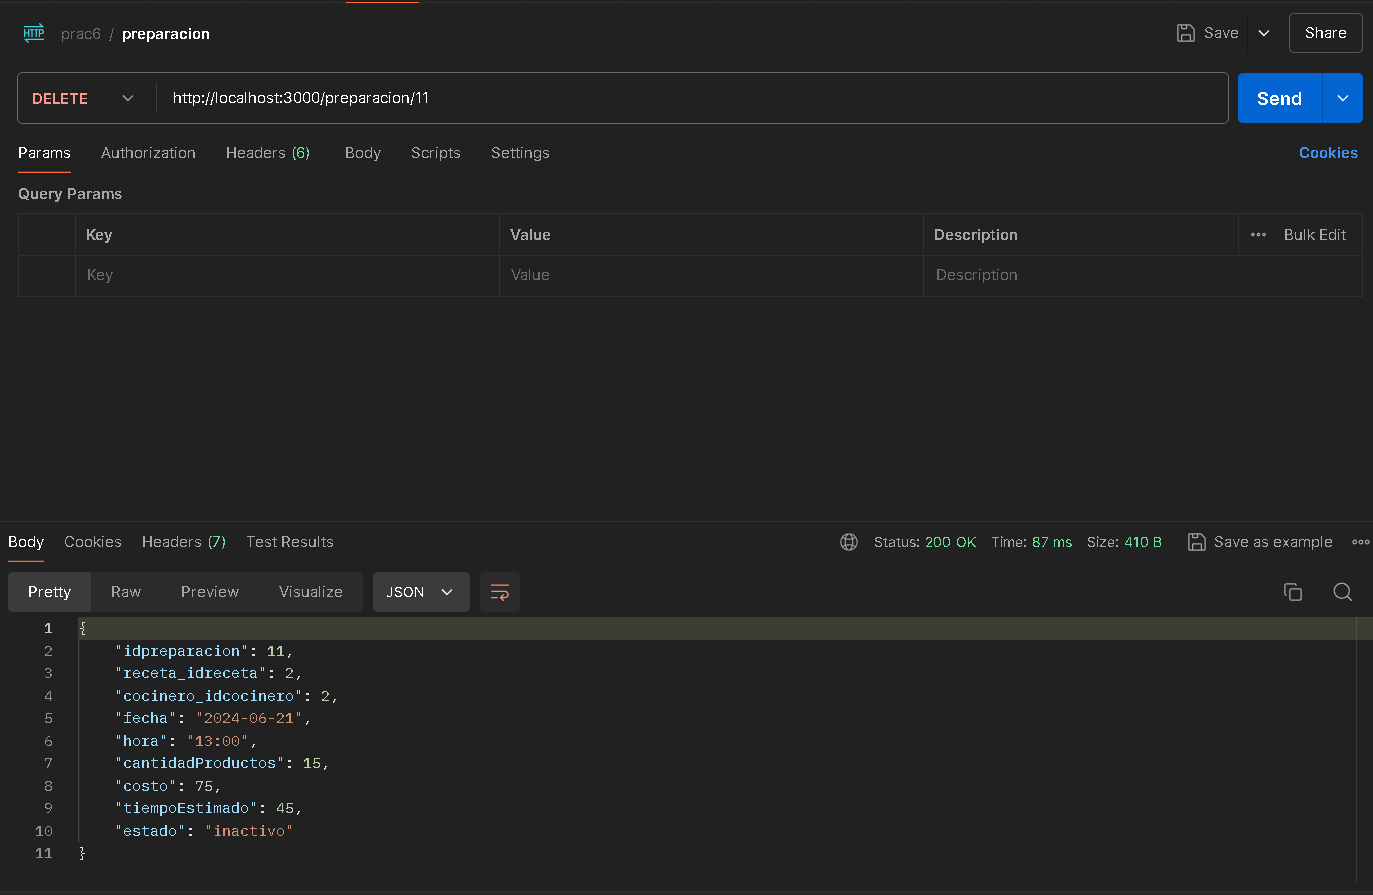 HTTP prac6 / preparacion Save Share
DELETE http://localhost:3000/preparacion/11 Send
Params Authorization Headers (6) Body Scripts Settings Cookies
Query Params
Key Value Description ••• Bulk Edit
Key Value Description
Body Cookies Headers (7) Test Results Status: 200 OK Time: 87 ms Size: 410 B Save as example
Pretty Raw Preview Visualize JSON
1 {
2 "idpreparacion": 11,
3 "receta_idreceta": 2,
4 "cocinero_idcocinero": 2,
5 "fecha": "2024-06-21",
6 "hora": "13:00",
7 "cantidadProductos": 15,
8 "costo": 75,
9 "tiempoEstimado": 45,
10 "estado": "inactivo"
11 }